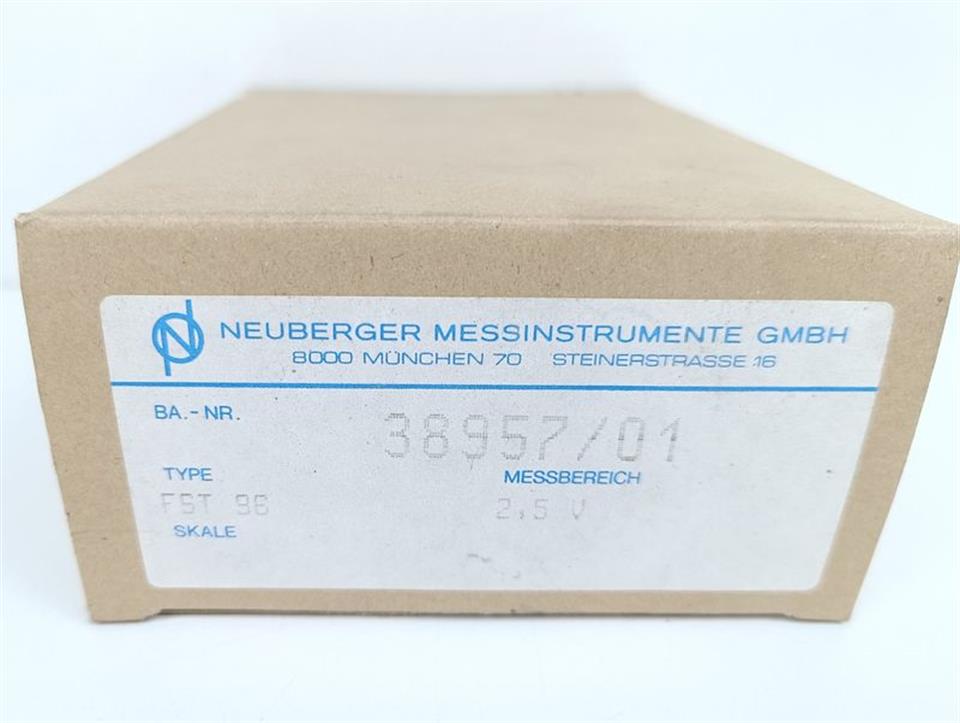 NEUBERGER MESSINSTRUMENTE GMBH
8000 MÜNCHEN 70 STEINERSTRASSE 16
BA.-NR. 38957/01
TYPE MESSBEREICH
FST 96 2,5 V
SKALE